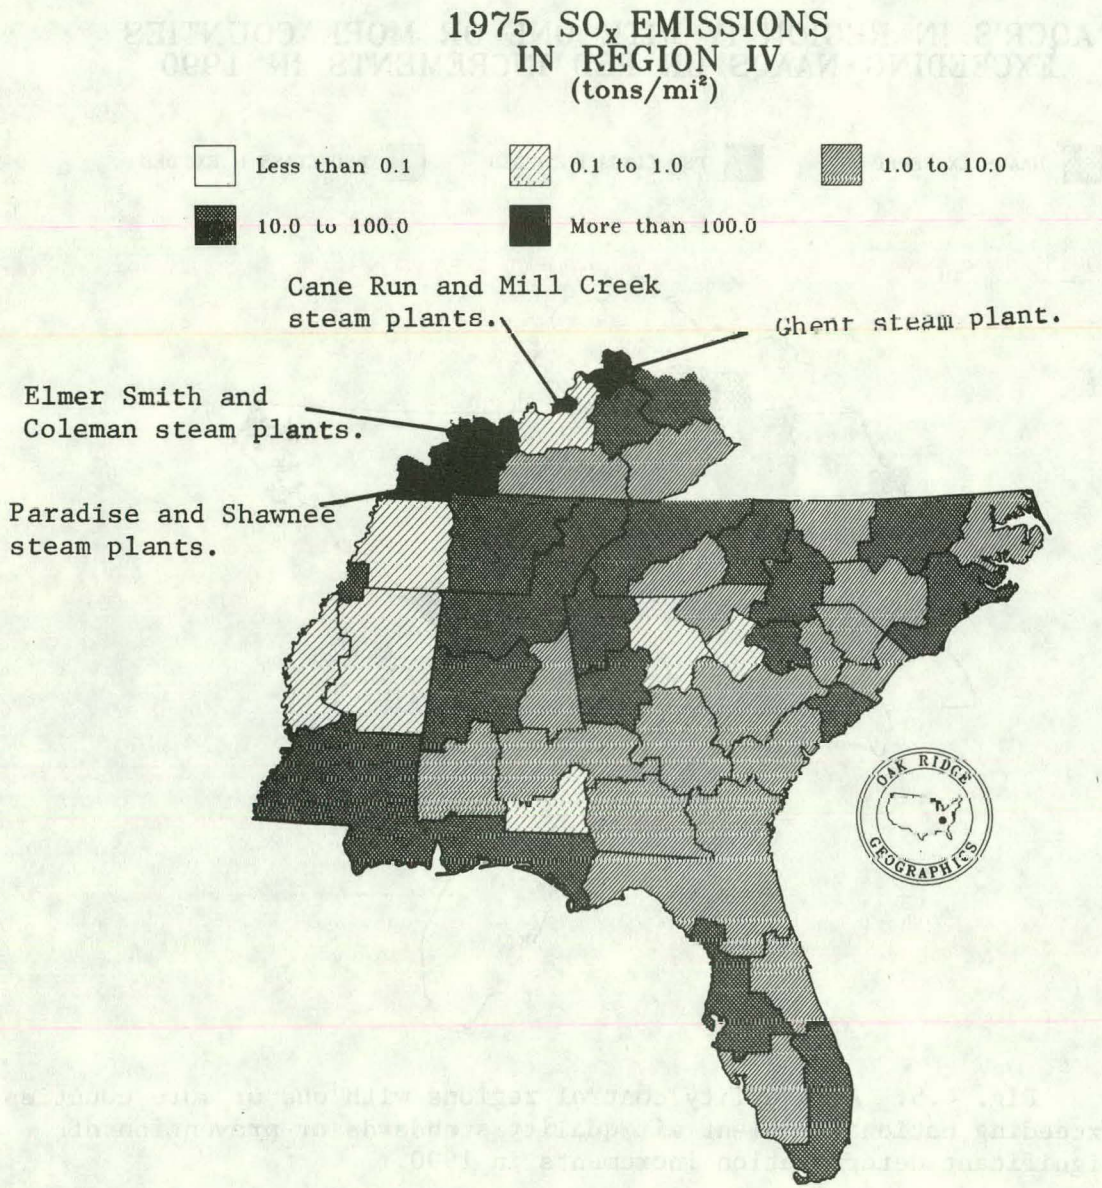 1975 SOₓ EMISSIONS
IN REGION IV
(tons/mi²)
Less than 0.1
0.1 to 1.0
1.0 to 10.0
10.0 to 100.0
More than 100.0
Cane Run and Mill Creek
steam plants.
Ghent steam plant.
Elmer Smith and
Coleman steam plants.
Paradise and Shawnee
steam plants.
OAK RIDGE
GEOGRAPHICS